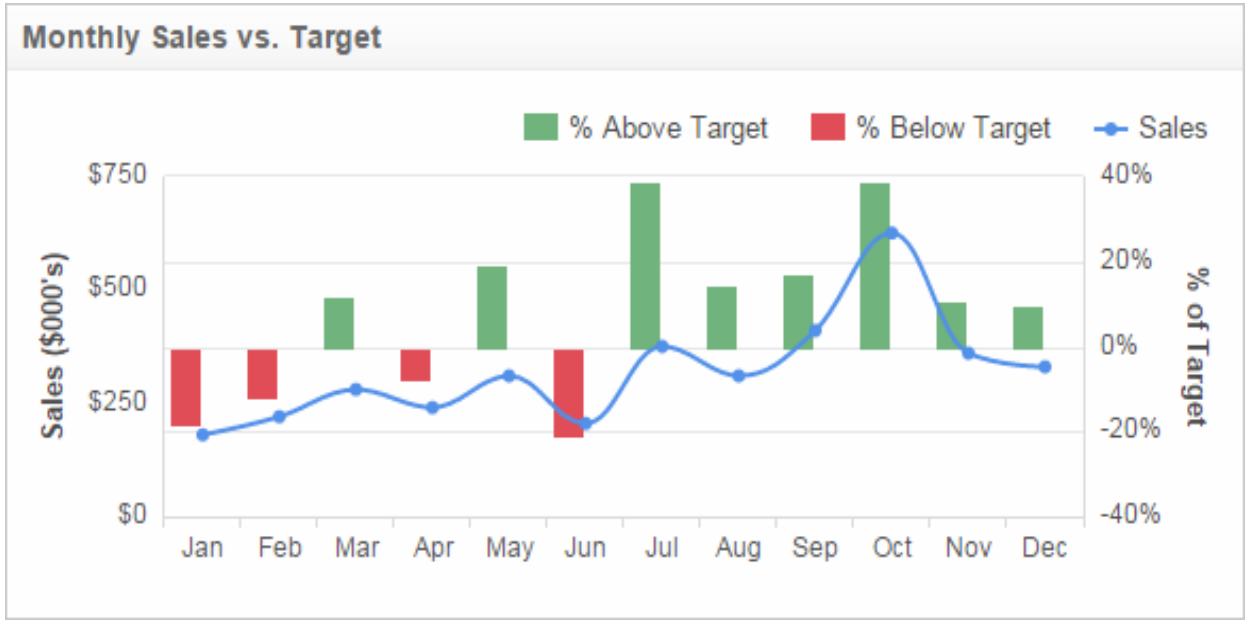 Monthly Sales vs. Target
% Above Target % Below Target Sales
$750 40%
20%
$500
0%
$250
-20%
$0 -40%
Sales ($000's)
% of Target
Jan Feb Mar Apr May Jun Jul Aug Sep Oct Nov Dec